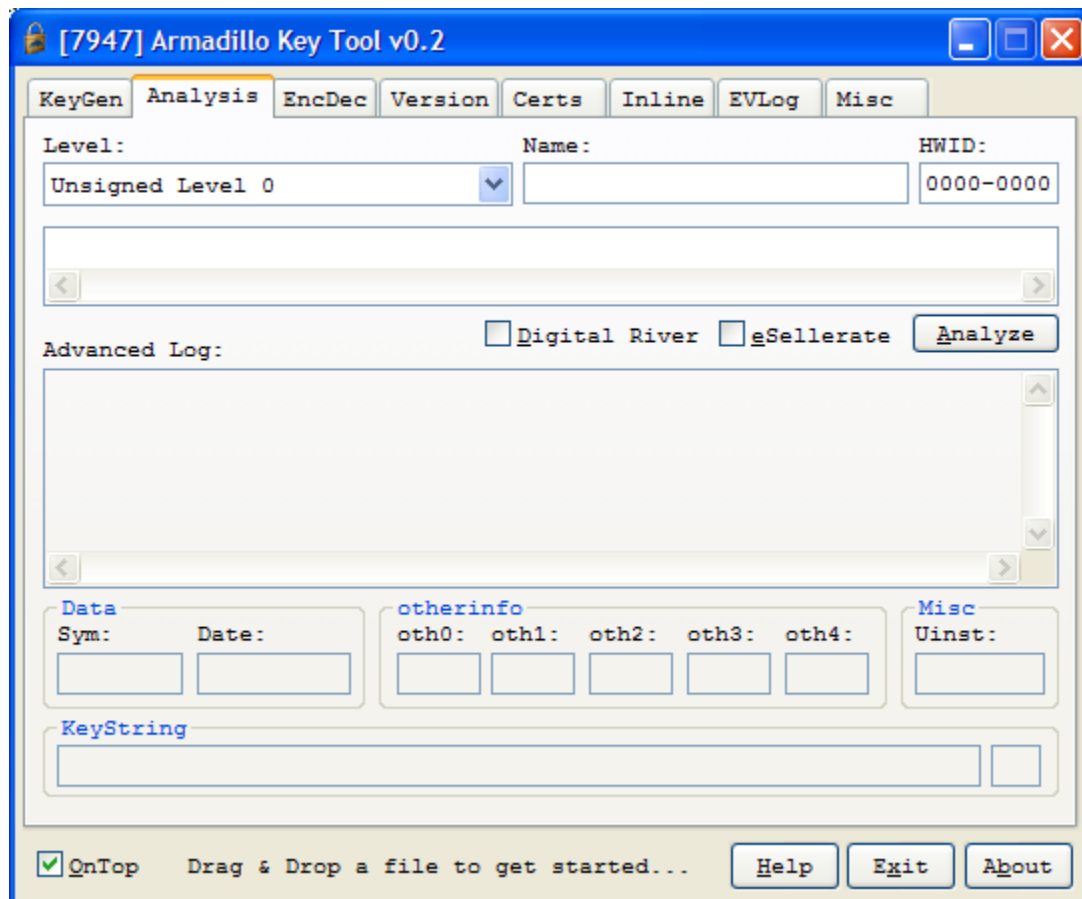 [7947] Armadillo Key Tool v0.2
KeyGen Analysis EncDec Version Certs Inline EVLog Misc
Level: Name: HWID:
Unsigned Level 0 0000-0000
Digital River eSellerate Analyze
Advanced Log:
Data otherinfo Misc
Sym: Date: oth0: oth1: oth2: oth3: oth4: Uinst:
KeyString
OnTop Drag & Drop a file to get started... Help Exit About